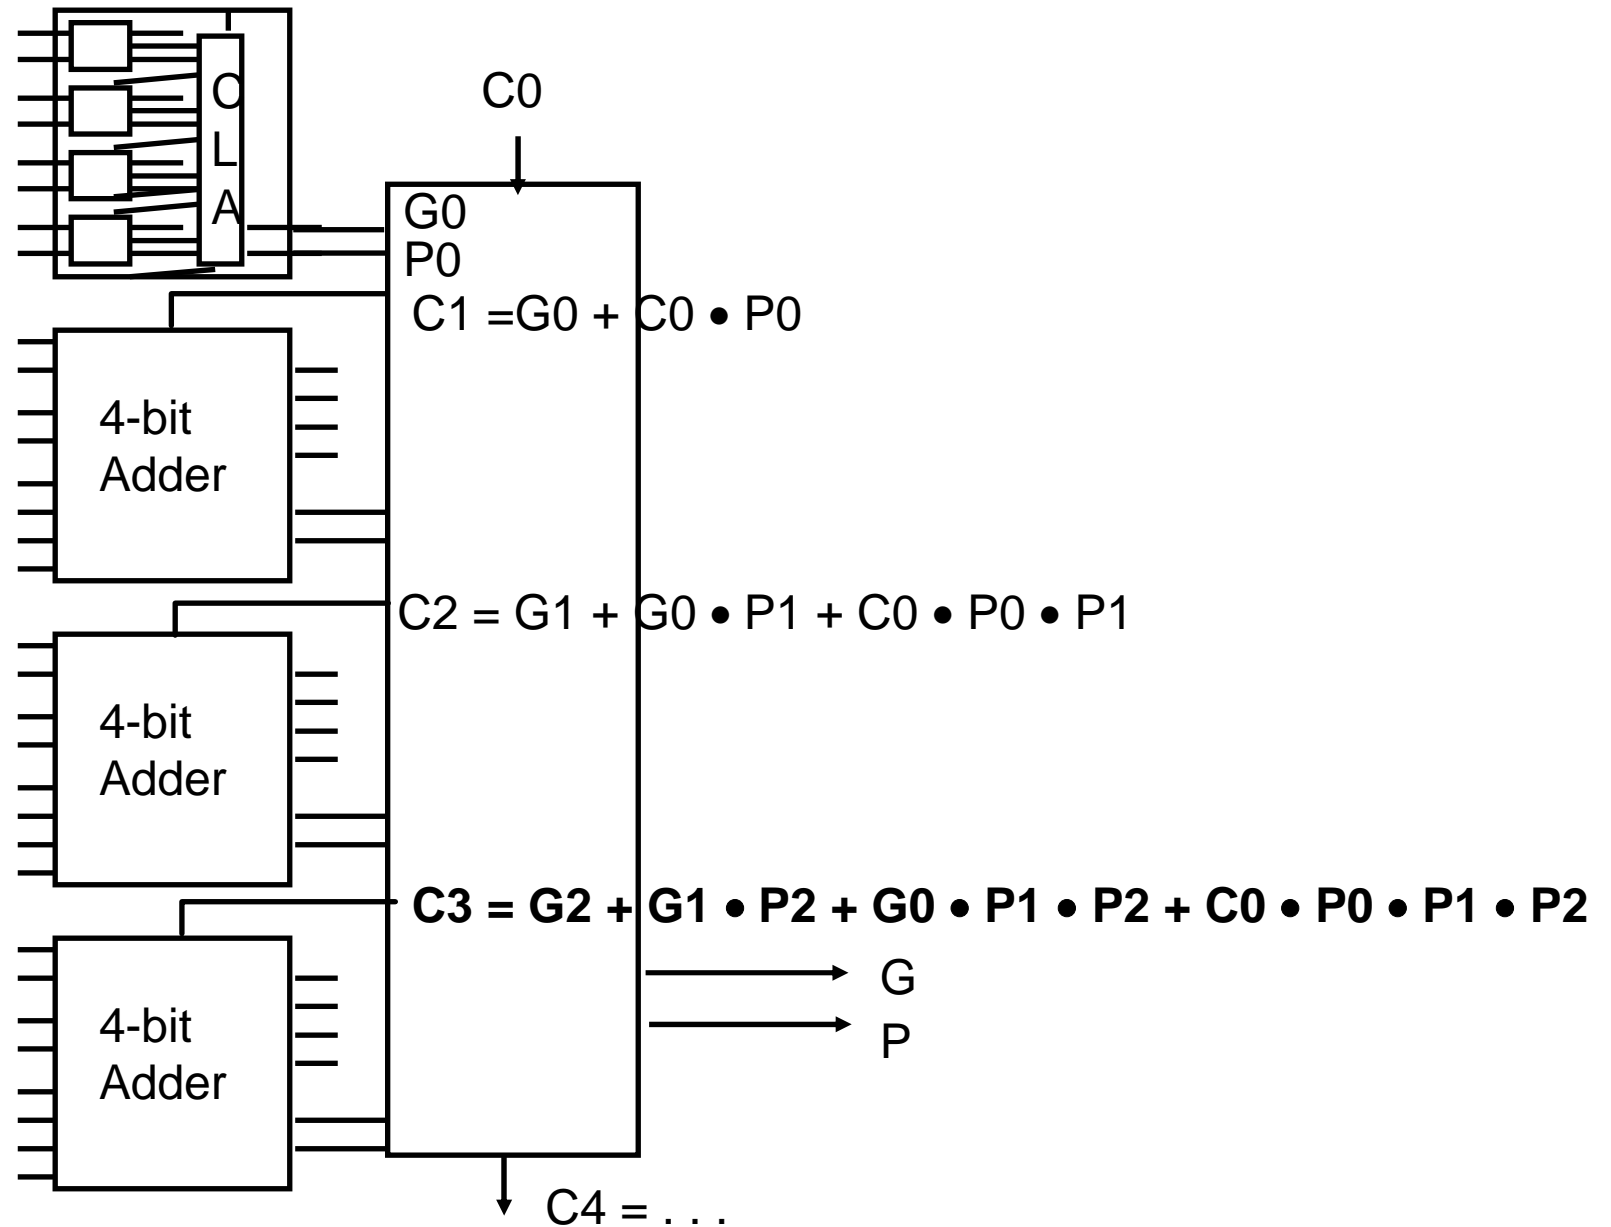 C0
C
L
A
G0
P0
C1 =G0 + C0 • P0
4-bit
Adder
C2 = G1 + G0 • P1 + C0 • P0 • P1
4-bit
Adder
C3 = G2 + G1 • P2 + G0 • P1 • P2 + C0 • P0 • P1 • P2
G
4-bit
P
Adder
C4 = . . .